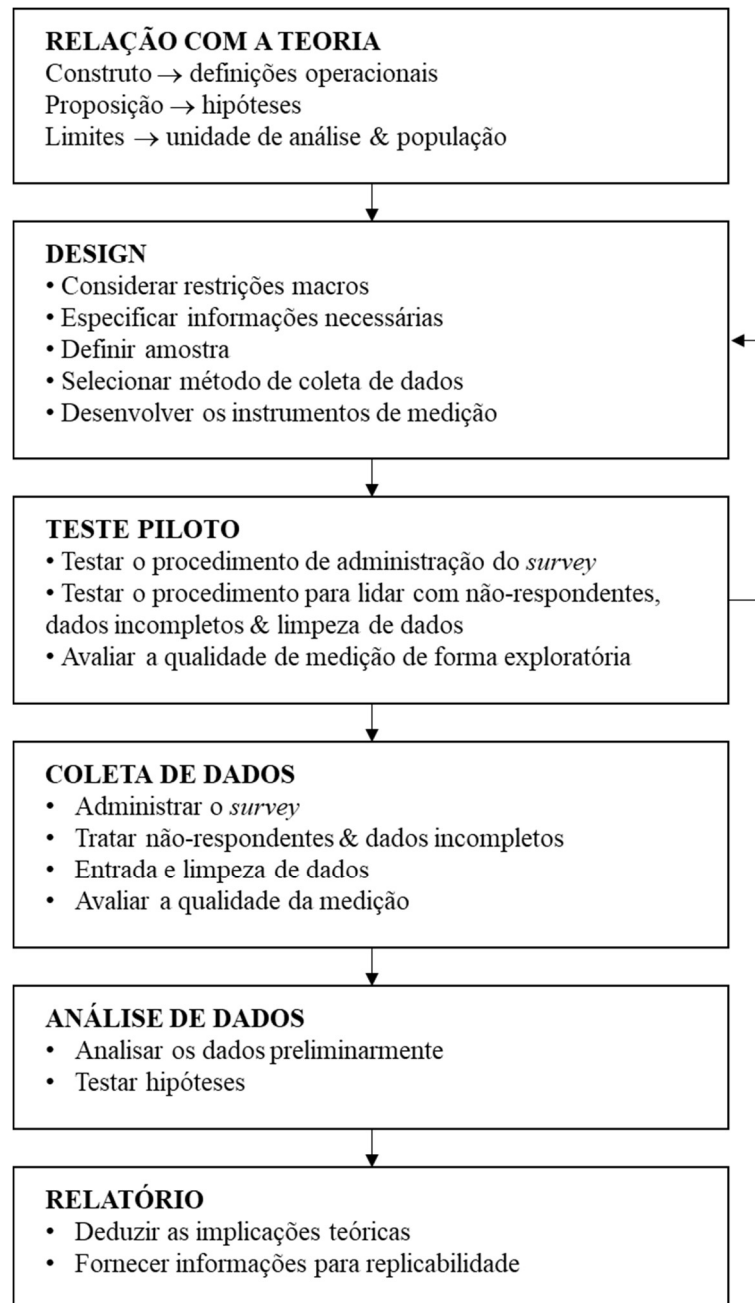 RELAÇÃO COM A TEORIA
Construto → definições operacionais
Proposição → hipóteses
Limites → unidade de análise & população
DESIGN
• Considerar restrições macros
• Especificar informações necessárias
• Definir amostra
• Selecionar método de coleta de dados
• Desenvolver os instrumentos de medição
TESTE PILOTO
• Testar o procedimento de administração do survey
• Testar o procedimento para lidar com não-respondentes,
dados incompletos & limpeza de dados
• Avaliar a qualidade de medição de forma exploratória
COLETA DE DADOS
• Administrar o survey
• Tratar não-respondentes & dados incompletos
• Entrada e limpeza de dados
• Avaliar a qualidade da medição
ANÁLISE DE DADOS
• Analisar os dados preliminarmente
• Testar hipóteses
RELATÓRIO
• Deduzir as implicações teóricas
• Fornecer informações para replicabilidade